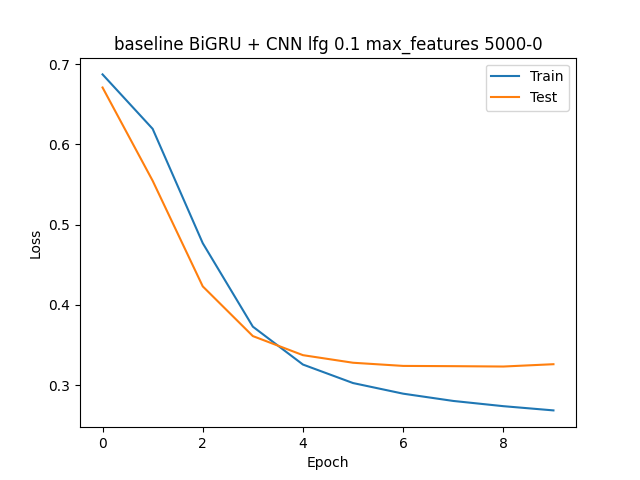 baseline BiGRU + CNN lfg 0.1 max_features 5000-0
Train
Test
0.7
0.6
0.5
0.4
0.3
Loss
0 2 4 6 8
Epoch